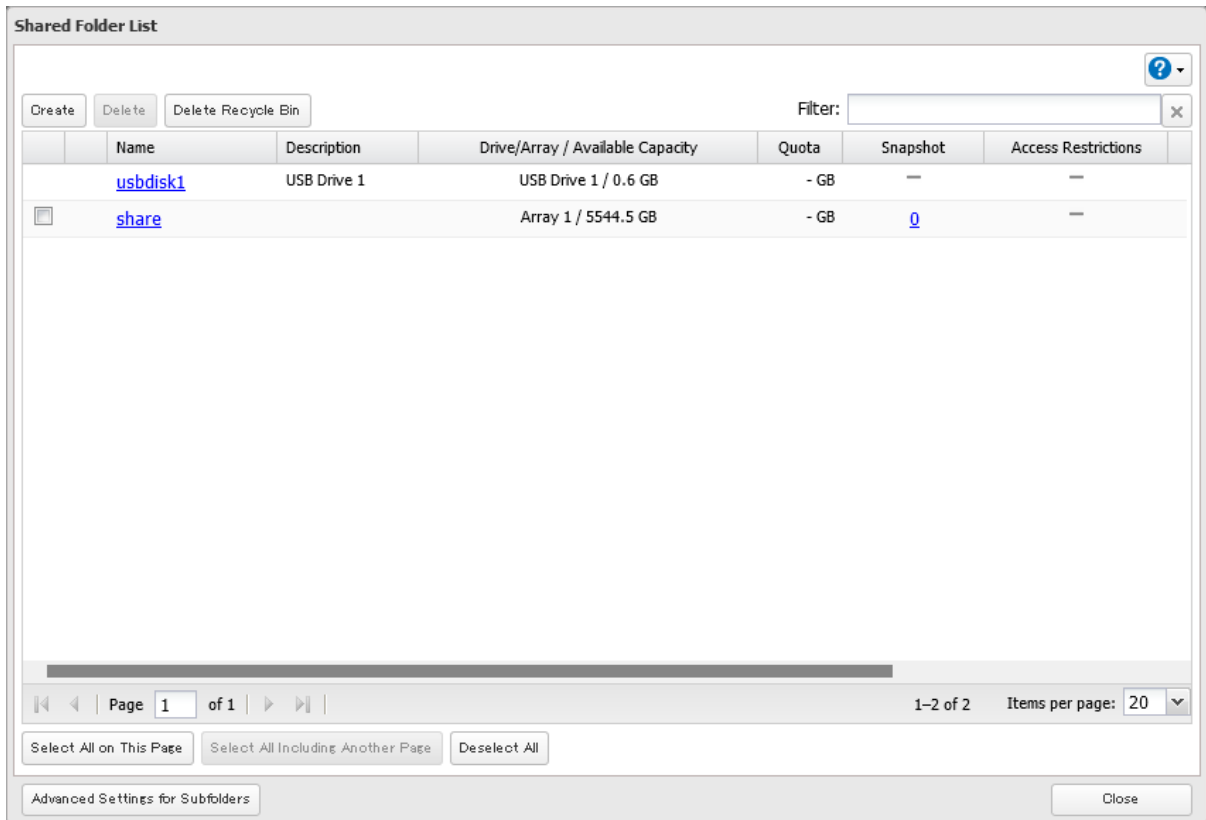 Shared Folder List
?
Create Delete Delete Recycle Bin Filter:
Name Description Drive/Array / Available Capacity Quota Snapshot Access Restrictions
usbdisk1 USB Drive 1 USB Drive 1 / 0.6 GB - GB — —
share Array 1 / 5544.5 GB - GB 0 —
Page 1 of 1 1–2 of 2 Items per page: 20
Select All on This Page Select All Including Another Page Deselect All
Advanced Settings for Subfolders Close